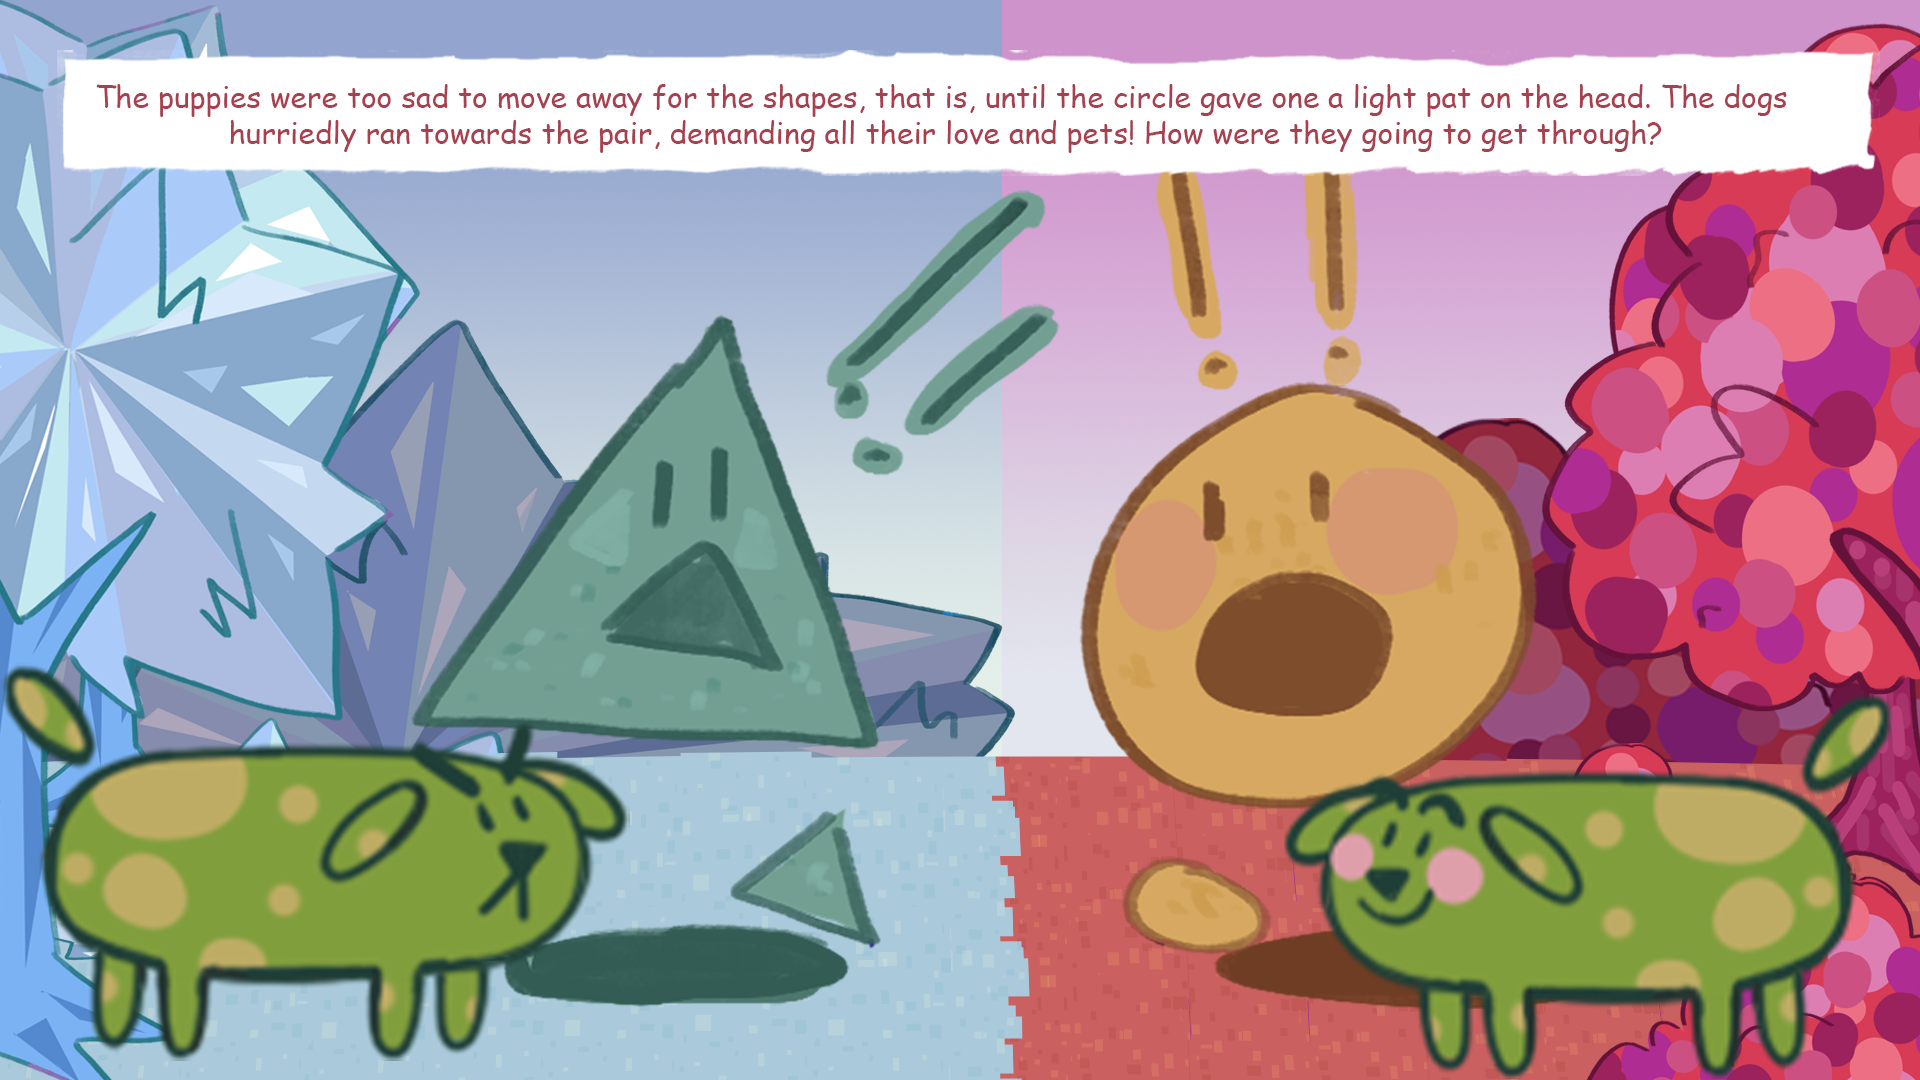 The puppies were too sad to move away for the shapes, that is, until the circle gave one a light pat on the head. The dogs
hurriedly ran towards the pair, demanding all their love and pets! How were they going to get through?